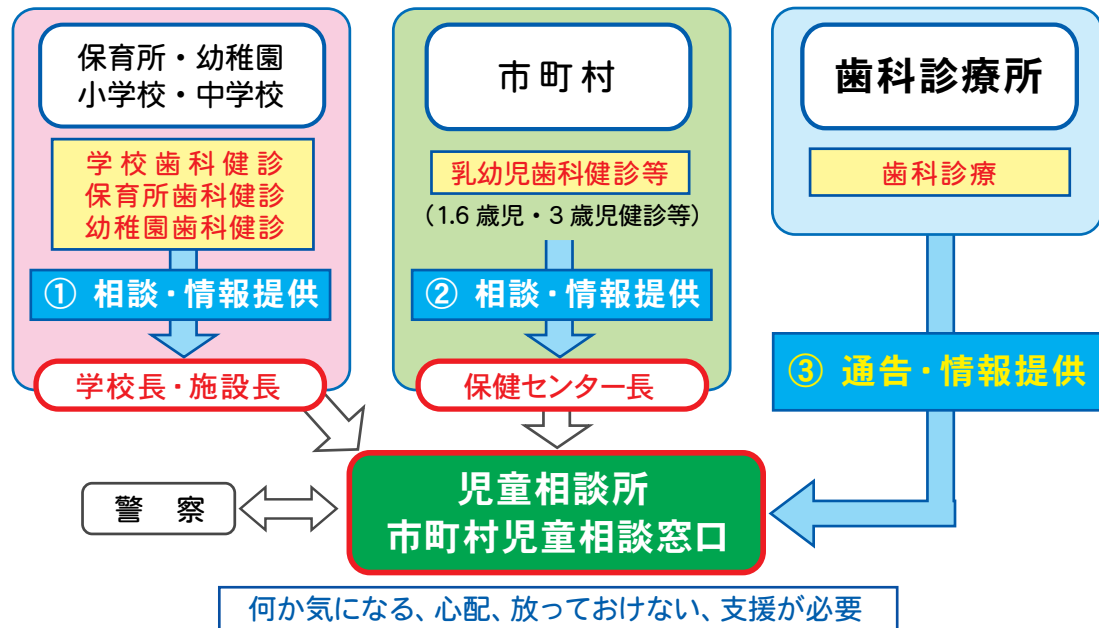 保育所・幼稚園
小学校・中学校
学校歯科健診
保育所歯科健診
幼稚園歯科健診
① 相談・情報提供
学校長・施設長
市町村
乳幼児歯科健診等
（1.6歳児・3歳児健診等）
② 相談・情報提供
保健センター長
歯科診療所
歯科診療
③ 通告・情報提供
警 察
児童相談所
市町村児童相談窓口
何か気になる、心配、放っておけない、支援が必要